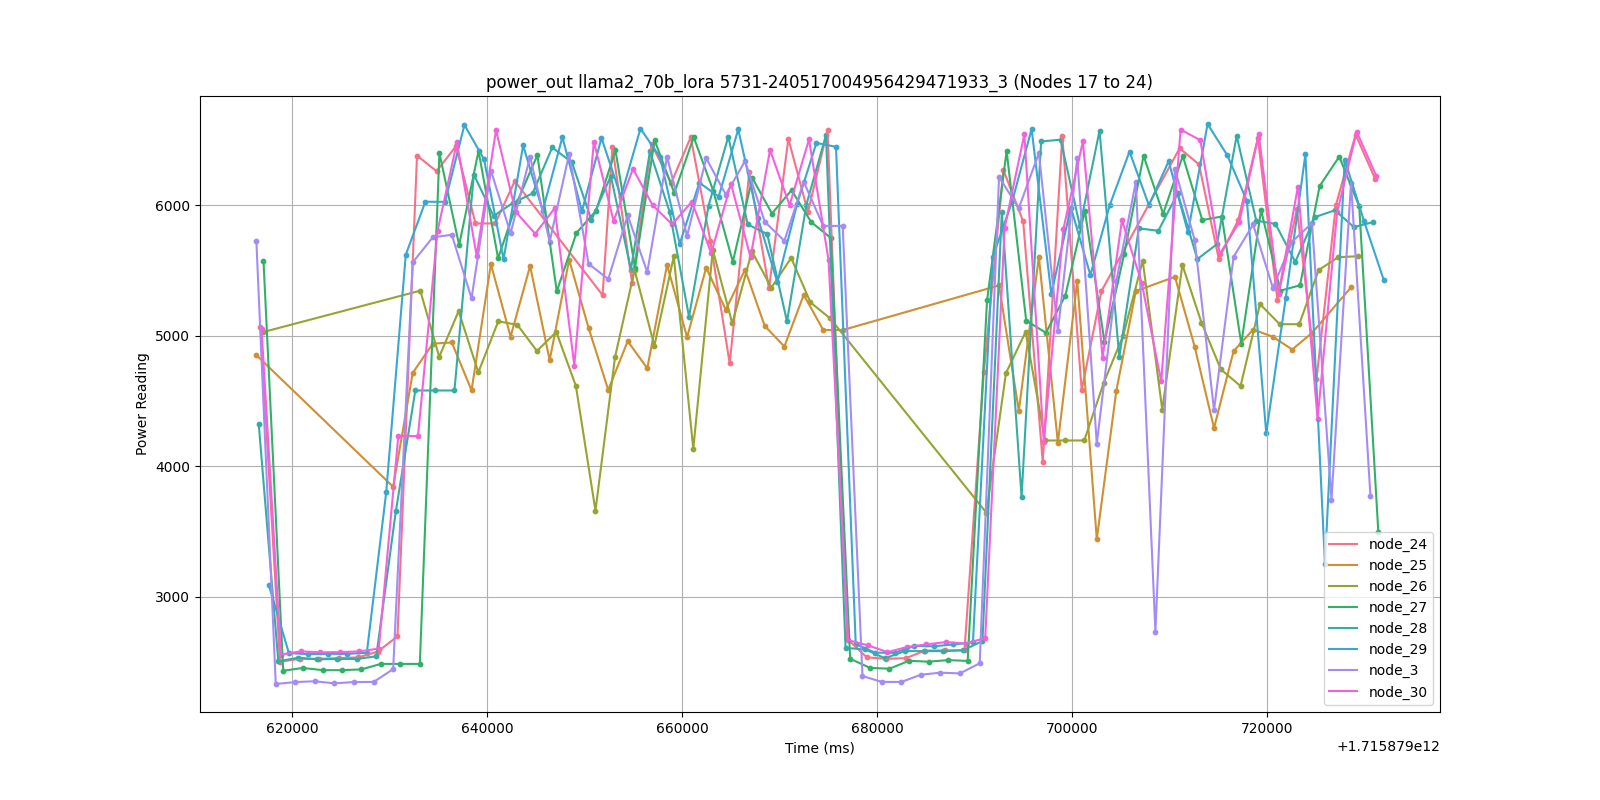 power_out llama2_70b_lora 5731-240517004956429471933_3 (Nodes 17 to 24)
Power Reading
6000
5000
4000
3000
620000
640000
660000
680000
700000
720000
Time (ms)
+1.715879e12
node_24
node_25
node_26
node_27
node_28
node_29
node_3
node_30